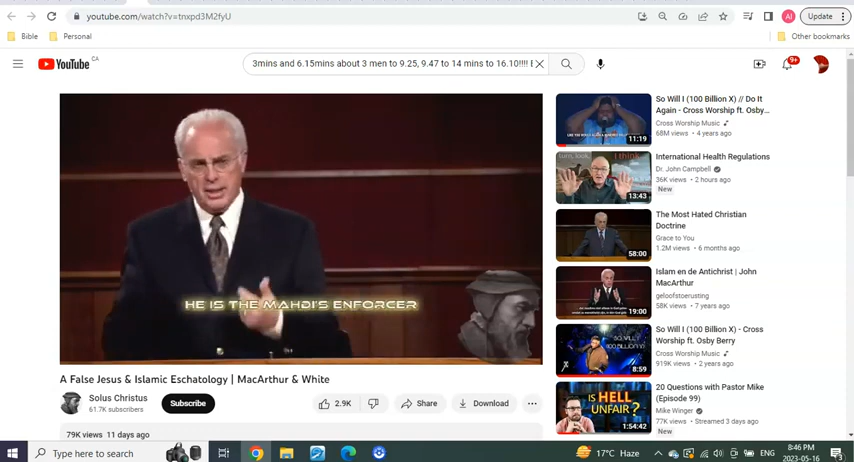 youtube.com/watch?v=tnxpd3M2fyU
Update
Bible
Personal
Other bookmarks
YouTube CA
3mins and 6.15mins about 3 men to 9.25, 9.47 to 14 mins to 16.10!!!! E
9+
HE IS THE MAHDI'S ENFORCER
A False Jesus & Islamic Eschatology | MacArthur & White
Solus Christus
61.7K subscribers
Subscribe
2.9K
Share
Download
79K views 11 days ago
11:19
So Will I (100 Billion X) // Do It
Again - Cross Worship ft. Osby...
Cross Worship Music
68M views • 4 years ago
turn, look, I think
13:43
International Health Regulations
Dr. John Campbell
36K views • 2 hours ago
New
58:00
The Most Hated Christian
Doctrine
Grace to You
1.2M views • 6 months ago
19:00
Islam en de Antichrist | John
MacArthur
geloofstoerusting
58K views • 7 years ago
8:59
So Will I (100 Billion X) - Cross
Worship ft. Osby Berry
Cross Worship Music
919K views • 2 years ago
IS HELL
UNFAIR?
1:54:42
20 Questions with Pastor Mike
(Episode 99)
Mike Winger
77K views • Streamed 3 days ago
New
Type here to search
17°C Haze
ENG
8:46 PM
2023-05-16
3